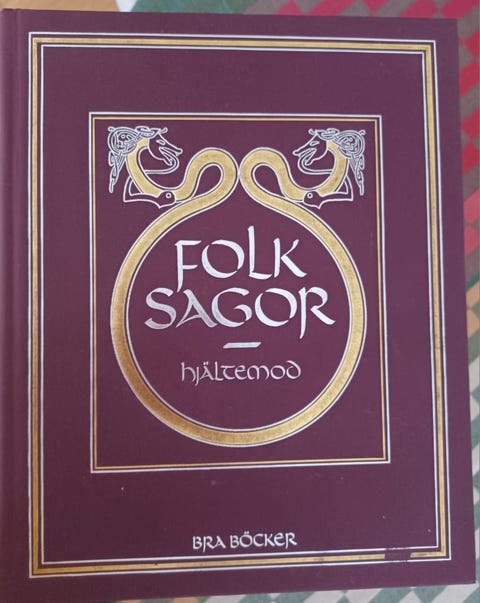 FOLK
SAGOR
hjältemod
BRA BÖCKER